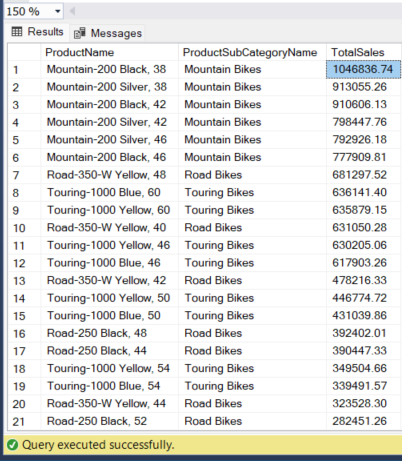 150 %
Results Messages
ProductName ProductSubCategoryName TotalSales
1 Mountain-200 Black, 38 Mountain Bikes 1046836.74
2 Mountain-200 Silver, 38 Mountain Bikes 913055.26
3 Mountain-200 Black, 42 Mountain Bikes 910606.13
4 Mountain-200 Silver, 42 Mountain Bikes 798447.76
5 Mountain-200 Silver, 46 Mountain Bikes 792926.18
6 Mountain-200 Black, 46 Mountain Bikes 777909.81
7 Road-350-W Yellow, 48 Road Bikes 681297.52
8 Touring-1000 Blue, 60 Touring Bikes 636141.40
9 Touring-1000 Yellow, 60 Touring Bikes 635879.15
10 Road-350-W Yellow, 40 Road Bikes 631050.28
11 Touring-1000 Yellow, 46 Touring Bikes 630205.06
12 Touring-1000 Blue, 46 Touring Bikes 617903.26
13 Road-350-W Yellow, 42 Road Bikes 478216.33
14 Touring-1000 Yellow, 50 Touring Bikes 446774.72
15 Touring-1000 Blue, 50 Touring Bikes 431039.86
16 Road-250 Black, 48 Road Bikes 392402.01
17 Road-250 Black, 44 Road Bikes 390447.33
18 Touring-1000 Yellow, 54 Touring Bikes 349504.66
19 Touring-1000 Blue, 54 Touring Bikes 339491.57
20 Road-350-W Yellow, 44 Road Bikes 323528.30
21 Road-250 Black, 52 Road Bikes 282451.26
Query executed successfully.